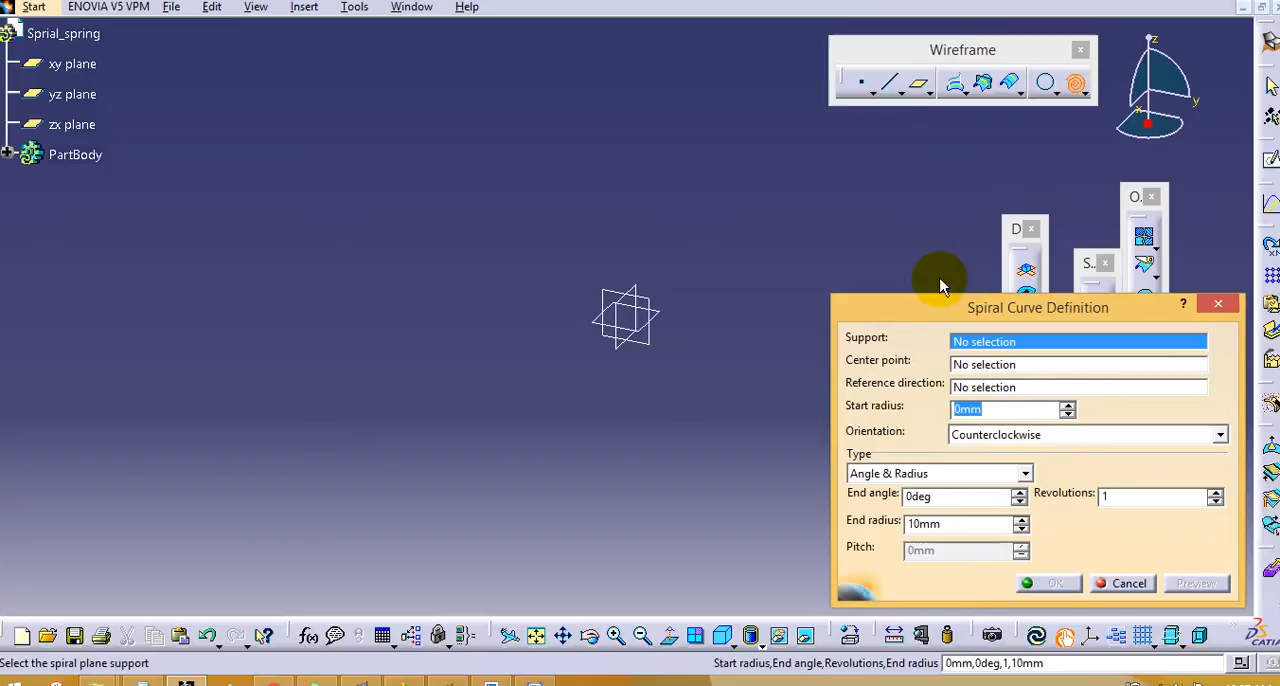 Start ENOVIA V5 VPM File Edit View Insert Tools Window Help
Sprial_spring
xy plane
yz plane
zx plane
PartBody
Wireframe
z
y
x
O.
D
S..
Spiral Curve Definition ?
Support: No selection
Center point: No selection
Reference direction: No selection
Start radius: 0mm
Orientation: Counterclockwise
Type
Angle & Radius
End angle: 0deg Revolutions: 1
End radius: 10mm
Pitch: 0mm
OK Cancel Preview
f(x)
Select the spiral plane support Start radius,End angle,Revolutions,End radius 0mm,0deg,1,10mm